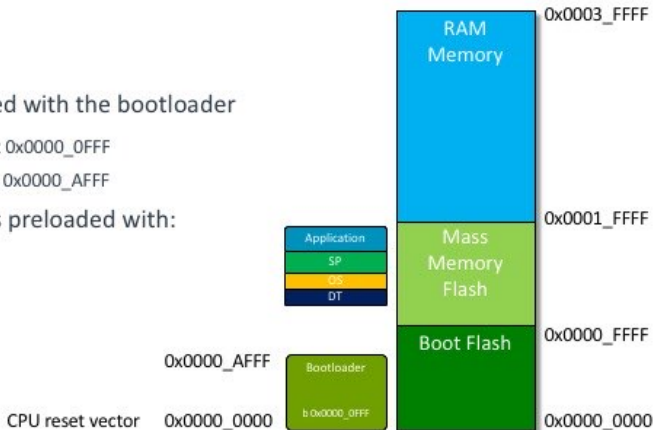 ed with the bootloader
0x0000_0FFF
0x0000_AFFF
s preloaded with:
RAM
Memory
0x0003_FFFF
0x0001_FFFF
Mass
Memory
Flash
Application
SP
OS
DT
Boot Flash
0x0000_FFFF
0x0000_AFFF
Bootloader
b 0x0000_0FFF
CPU reset vector
0x0000_0000
0x0000_0000